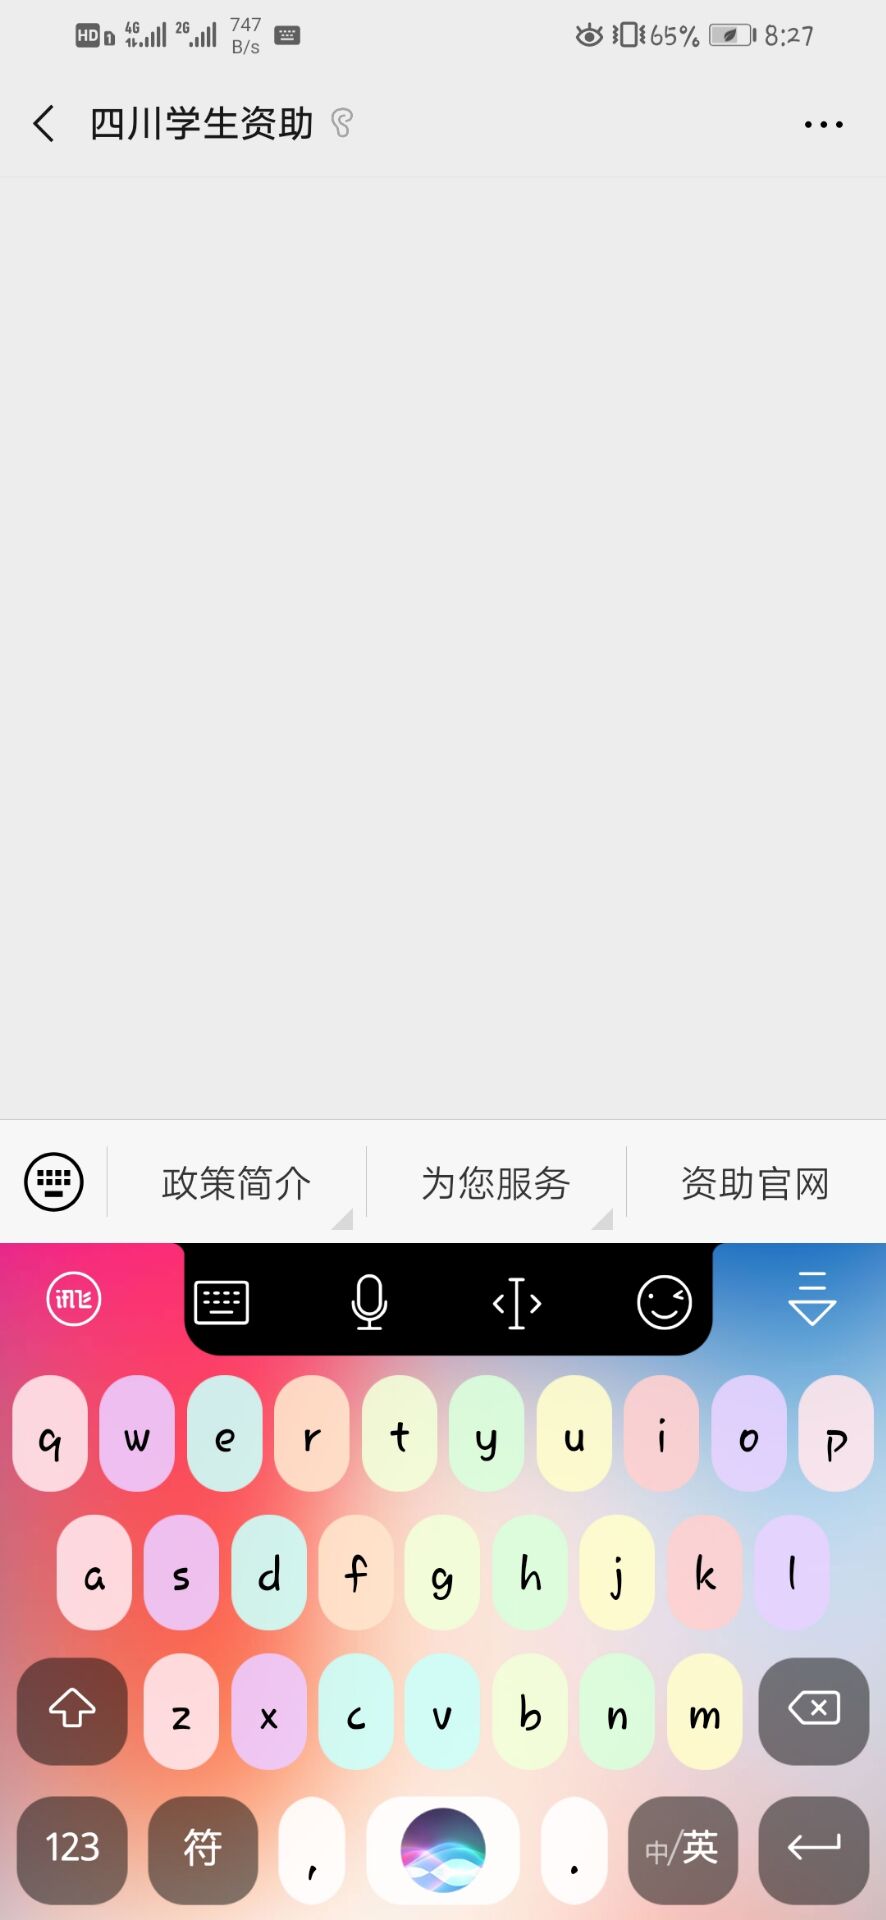 HD 1 4G 2G 747 B/s 65% 8:27
四川学生资助
政策简介 为您服务 资助官网
讯飞
q w e r t y u i o p
a s d f g h j k l
z x c v b n m
123 符 , . 中/英